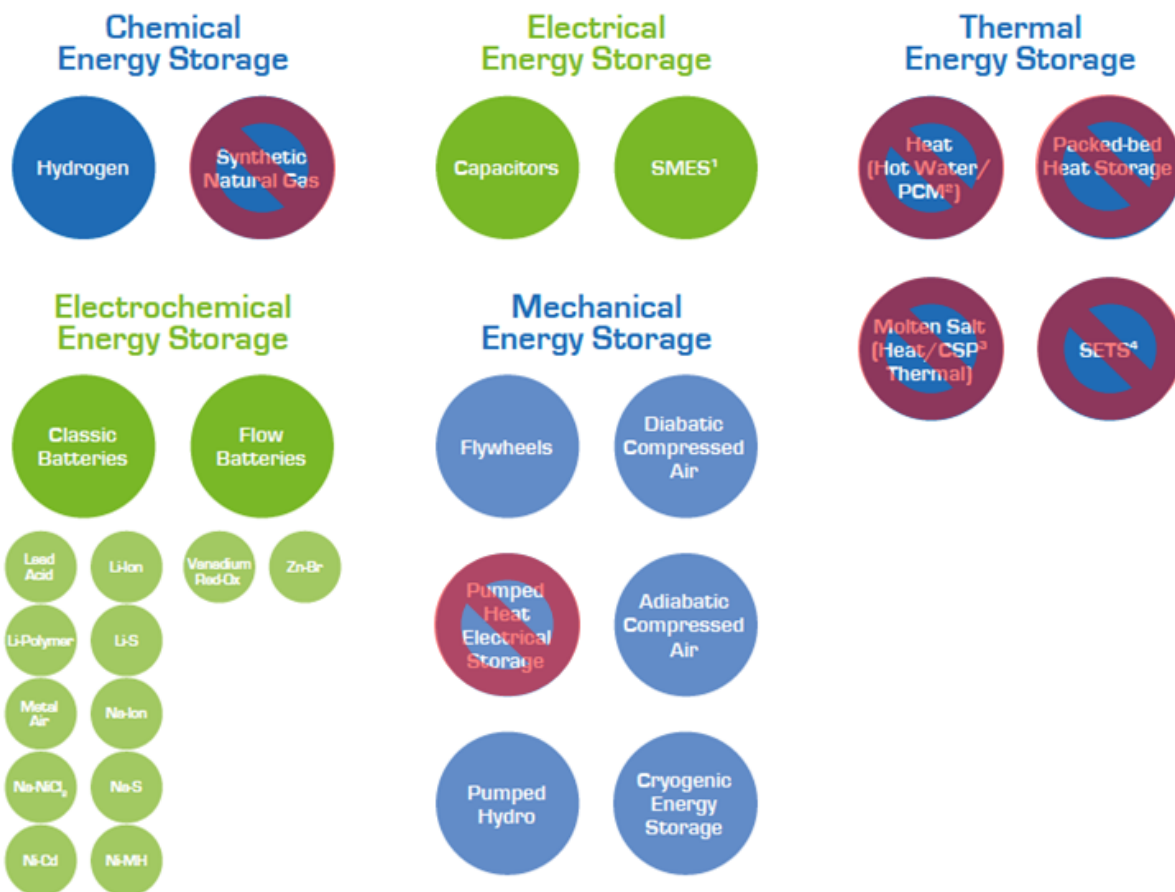 Chemical
Energy Storage
Hydrogen
Synthetic
Natural Gas
Electrical
Energy Storage
Capacitors
SMES¹
Thermal
Energy Storage
Heat
(Hot Water/
PCM²)
Packed-bed
Heat Storage
Molten Salt
(Heat/CSP³
Thermal)
SETS⁴
Electrochemical
Energy Storage
Classic
Batteries
Flow
Batteries
Lead
Acid
Li-Ion
Vanadium
Red-Ox
Zn-Br
Li-Polymer
Li-S
Metal
Air
Na-Ion
Na-NiCl₂
Na-S
Ni-Cd
Ni-MH
Mechanical
Energy Storage
Flywheels
Diabatic
Compressed
Air
Pumped
Heat
Electrical
Storage
Adiabatic
Compressed
Air
Pumped
Hydro
Cryogenic
Energy
Storage